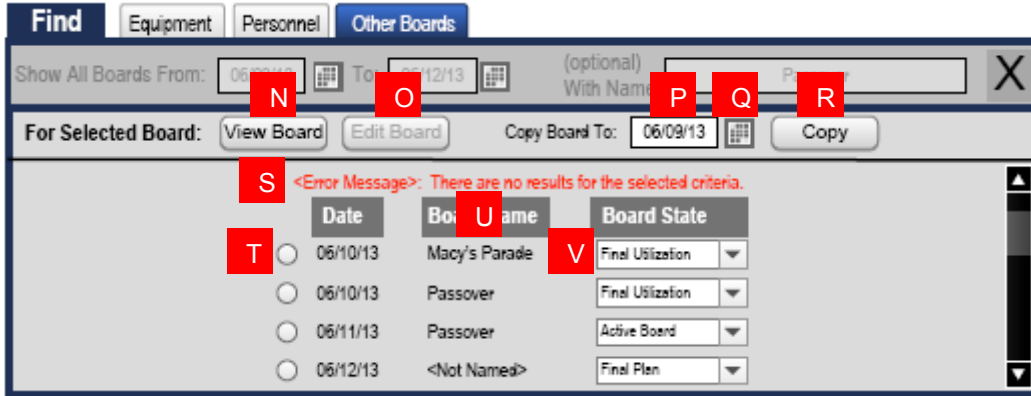 Find Equipment Personnel Other Boards
(optional)
Show All Boards From: To: /12/13 With Name X
N O P Q R
For Selected Board: View Board Edit Board Copy Board To: 06/09/13 Copy
S <Error Message>: There are no results for the selected criteria.
Date U Board State
T 06/10/13 Macy's Parade V Final Utilization
06/10/13 Passover Final Utilization
06/11/13 Passover Active Board
06/12/13 <Not Named> Final Plan